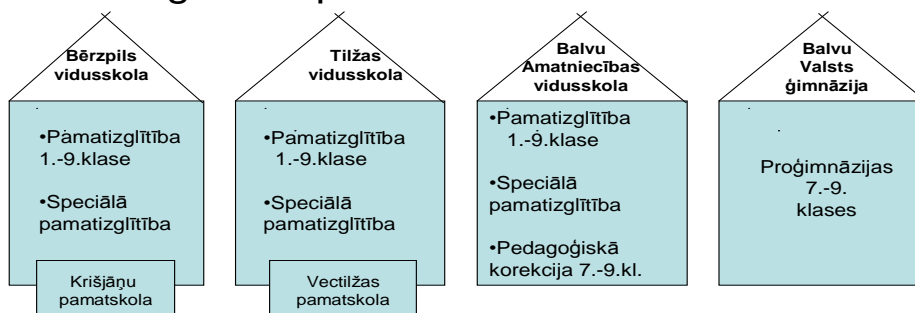 Bērzpils
vidusskola
•Pamatizglītība
1.-9.klase
•Speciālā
pamatizglītība
Krišjāņu
pamatskola
Tilžas
vidusskola
•Pamatizglītība
1.-9.klase
•Speciālā
pamatizglītība
Vectilžas
pamatskola
Balvu
Amatniecības
vidusskola
•Pamatizglītība
1.-9.klase
•Speciālā
pamatizglītība
•Pedagoģiskā
korekcija 7.-9.kl.
Balvu
Valsts
ģimnāzija
Proģimnāzijas
7.-9.
klases